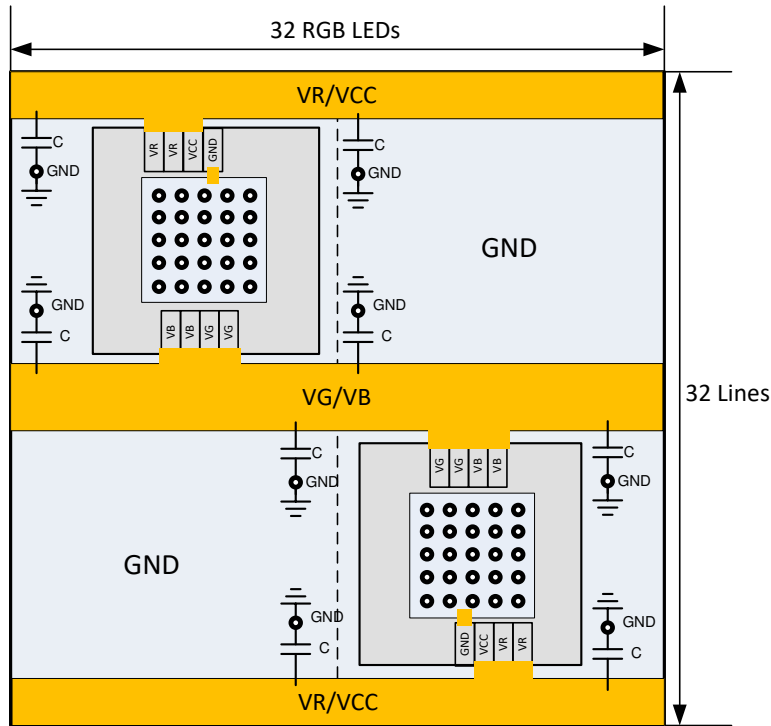 32 RGB LEDs
VR/VCC
C
GND
VR
VR
VCC
GND
C
GND
GND
GND
C
VB
VB
VG
VG
GND
C
VG/VB
32 Lines
C
GND
VG
VG
VB
VB
C
GND
GND
GND
C
GND
VCC
VR
VR
GND
C
VR/VCC